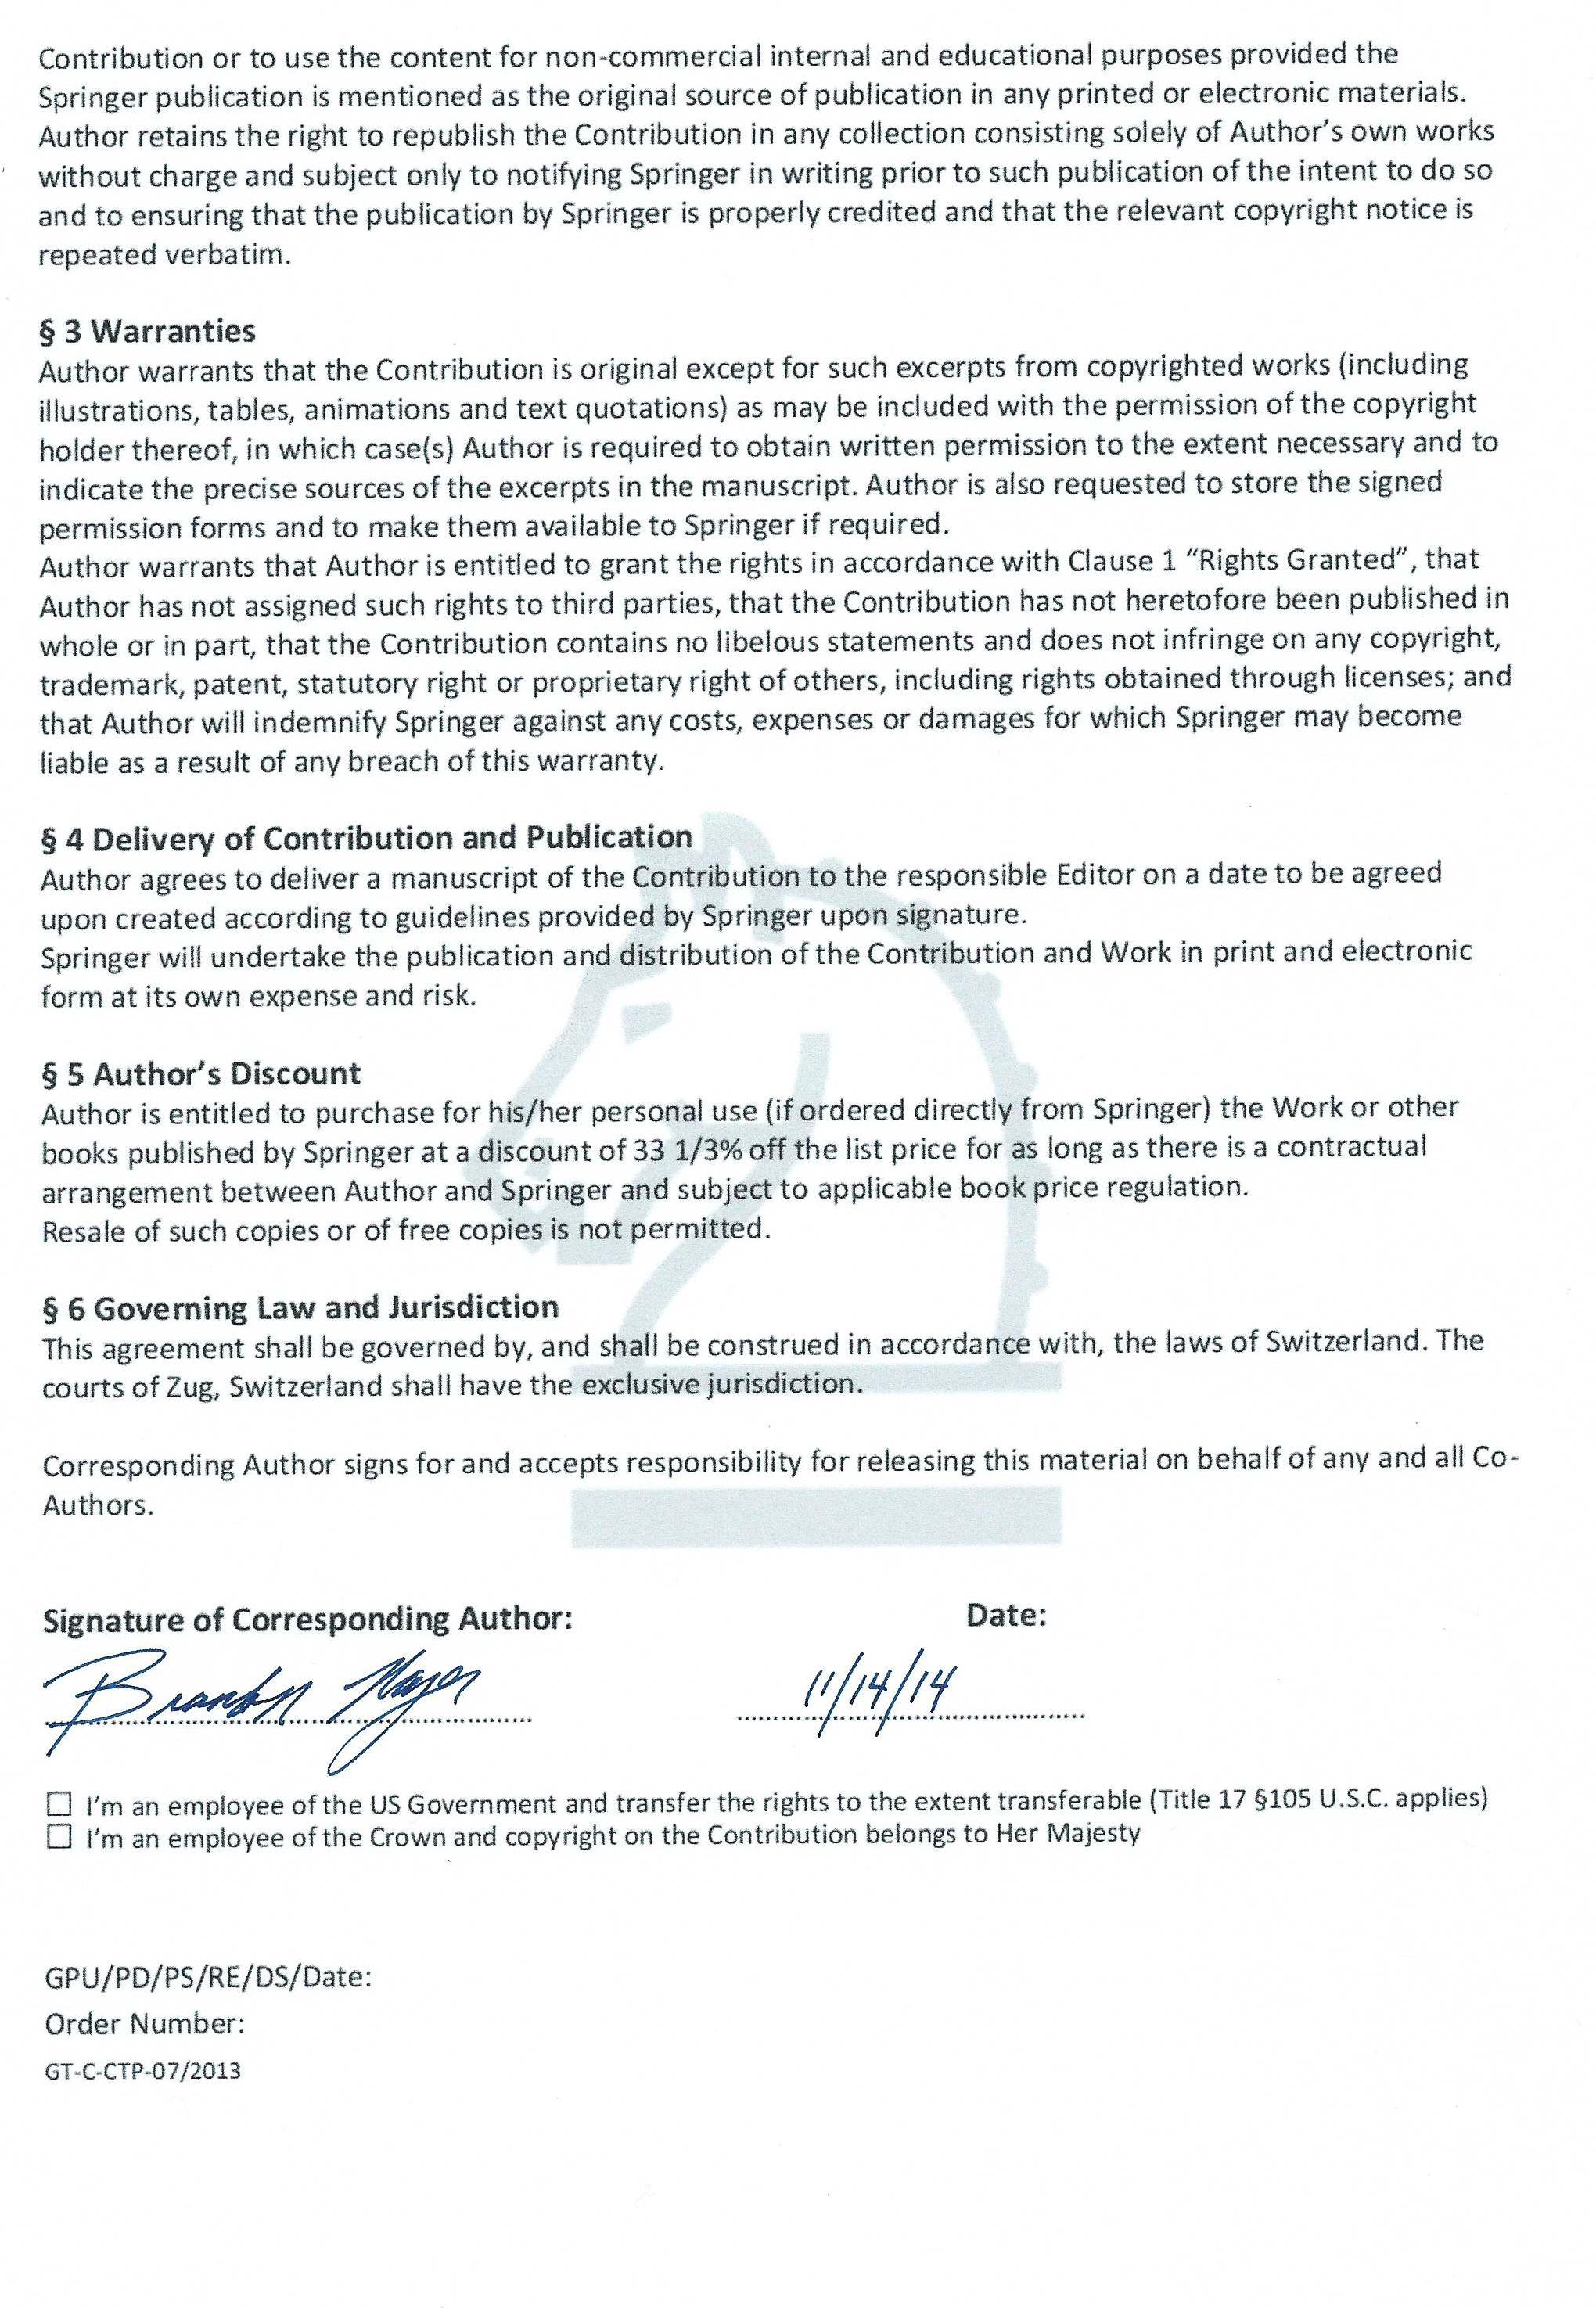 Contribution or to use the content for non-commercial internal and educational purposes provided the
Springer publication is mentioned as the original source of publication in any printed or electronic materials.
Author retains the right to republish the Contribution in any collection consisting solely of Author's own works
without charge and subject only to notifying Springer in writing prior to such publication of the intent to do so
and to ensuring that the publication by Springer is properly credited and that the relevant copyright notice is
repeated verbatim.
§ 3 Warranties
Author warrants that the Contribution is original except for such excerpts from copyrighted works (including
illustrations, tables, animations and text quotations) as may be included with the permission of the copyright
holder thereof, in which case(s) Author is required to obtain written permission to the extent necessary and to
indicate the precise sources of the excerpts in the manuscript. Author is also requested to store the signed
permission forms and to make them available to Springer if required.
Author warrants that Author is entitled to grant the rights in accordance with Clause 1 “Rights Granted”, that
Author has not assigned such rights to third parties, that the Contribution has not heretofore been published in
whole or in part, that the Contribution contains no libelous statements and does not infringe on any copyright,
trademark, patent, statutory right or proprietary right of others, including rights obtained through licenses; and
that Author will indemnify Springer against any costs, expenses or damages for which Springer may become
liable as a result of any breach of this warranty.
§ 4 Delivery of Contribution and Publication
Author agrees to deliver a manuscript of the Contribution to the responsible Editor on a date to be agreed
upon created according to guidelines provided by Springer upon signature.
Springer will undertake the publication and distribution of the Contribution and Work in print and electronic
form at its own expense and risk.
§ 5 Author's Discount
Author is entitled to purchase for his/her personal use (if ordered directly from Springer) the Work or other
books published by Springer at a discount of 33 1/3% off the list price for as long as there is a contractual
arrangement between Author and Springer and subject to applicable book price regulation.
Resale of such copies or of free copies is not permitted.
§ 6 Governing Law and Jurisdiction
This agreement shall be governed by, and shall be construed in accordance with, the laws of Switzerland. The
courts of Zug, Switzerland shall have the exclusive jurisdiction.
Corresponding Author signs for and accepts responsibility for releasing this material on behalf of any and all Co-
Authors.
Signature of Corresponding Author: Date:
Brandon Mayer 11/14/14
I'm an employee of the US Government and transfer the rights to the extent transferable (Title 17 §105 U.S.C. applies)
I'm an employee of the Crown and copyright on the Contribution belongs to Her Majesty
GPU/PD/PS/RE/DS/Date:
Order Number:
GT-C-CTP-07/2013